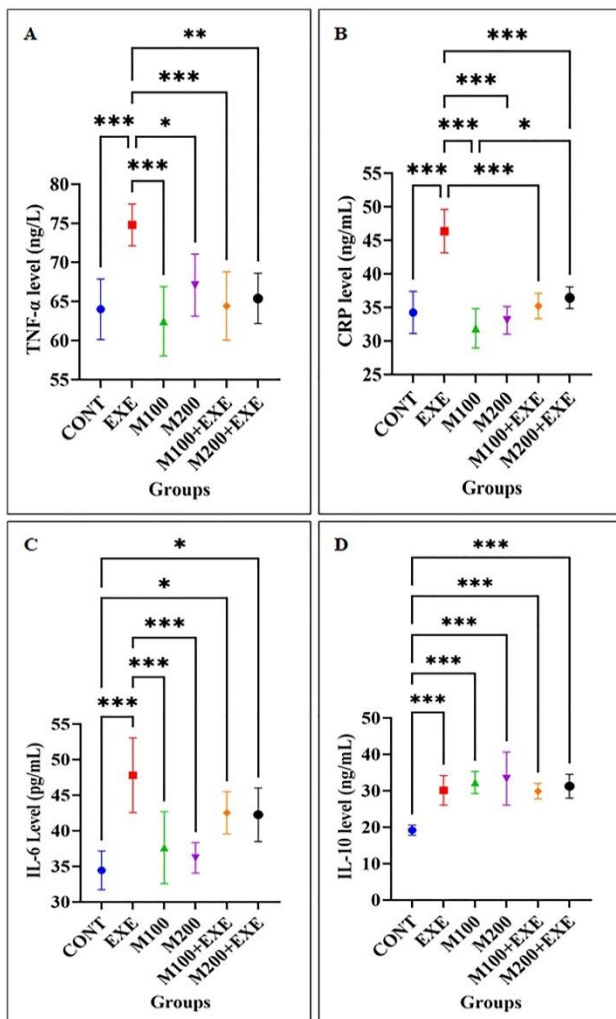 A
**
***
***
*
***
TNF-α level (ng/L)
80
75
70
65
60
55
CONT
EXE
M100
M200
M100+EXE
M200+EXE
Groups
B
***
***
***
*
***
***
CRP level (ng/mL)
55
50
45
40
35
30
25
CONT
EXE
M100
M200
M100+EXE
M200+EXE
Groups
C
*
*
***
***
***
IL-6 Level (pg/mL)
55
50
45
40
35
30
CONT
EXE
M100
M200
M100+EXE
M200+EXE
Groups
D
***
***
***
***
***
IL-10 level (ng/mL)
50
40
30
20
10
0
CONT
EXE
M100
M200
M100+EXE
M200+EXE
Groups